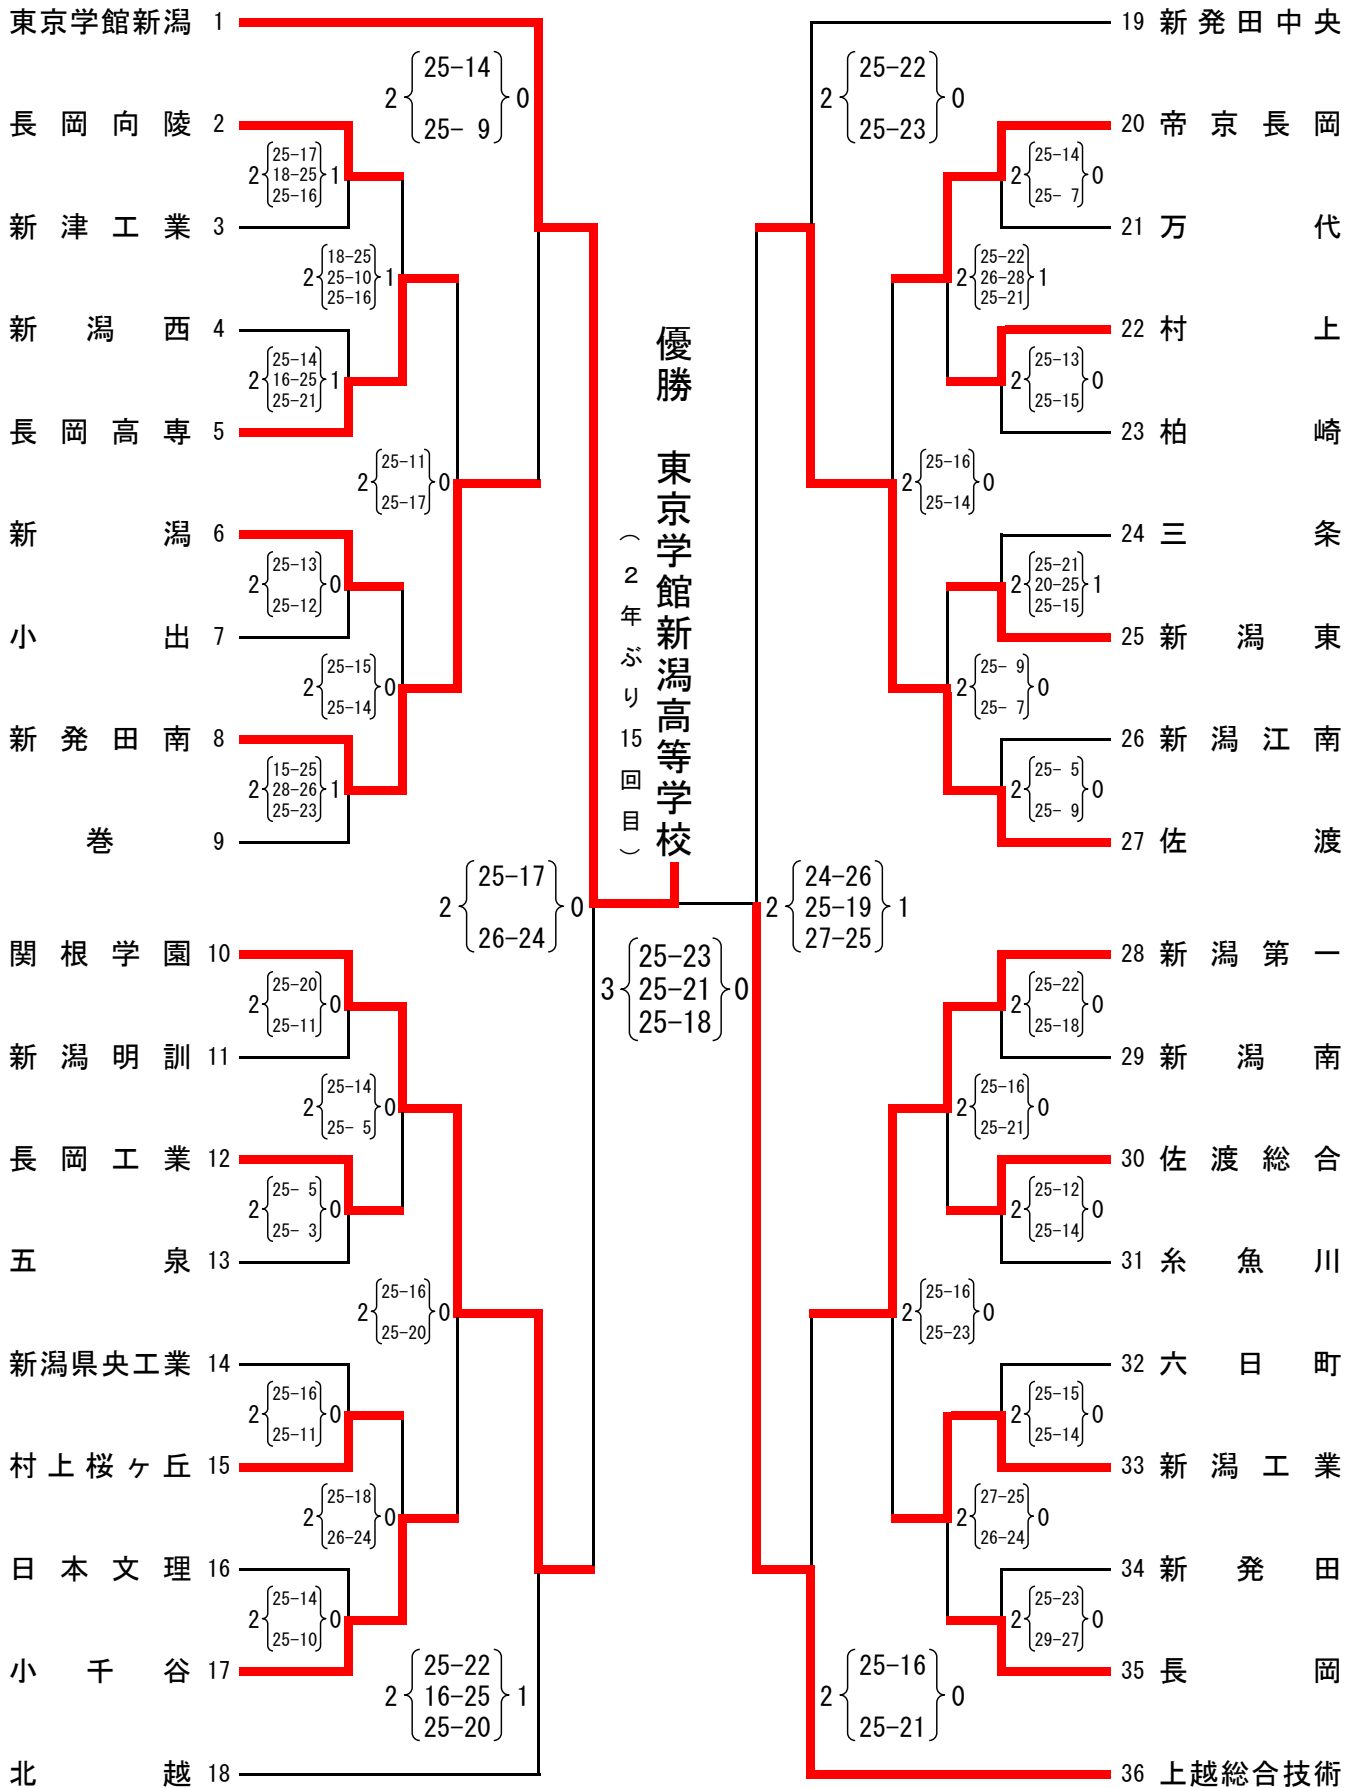 東京学館新潟 1
25-14
2 0
25- 9
長岡向陵 2
25-17
2 18-25 1
25-16
新津工業 3
18-25
2 25-10 1
25-16
新潟西 4
25-14
2 16-25 1
25-21
長岡高専 5
25-11
2 0
25-17
新潟 6
25-13
2 0
25-12
小出 7
25-15
2 0
25-14
新発田南 8
15-25
2 28-26 1
25-23
巻 9
25-17
2 0
26-24
関根学園 10
25-20
2 0
25-11
新潟明訓 11
25-14
2 0
25- 5
長岡工業 12
25- 5
2 0
25- 3
五泉 13
25-16
2 0
25-20
新潟県央工業 14
25-16
2 0
25-11
村上桜ヶ丘 15
25-18
2 0
26-24
日本文理 16
25-14
2 0
25-10
小千谷 17
25-22
2 16-25 1
25-20
北越 18
優勝 東京学館新潟高等学校
（2年ぶり15回目）
25-23
3 25-21 0
25-18
19 新発田中央
25-22
2 0
25-23
20 帝京長岡
25-14
2 0
25- 7
21 万代
25-22
2 26-28 1
25-21
22 村上
25-13
2 0
25-15
23 柏崎
25-16
2 0
25-14
24 三条
25-21
2 20-25 1
25-15
25 新潟東
25- 9
2 0
25- 7
26 新潟江南
25- 5
2 0
25- 9
27 佐渡
24-26
2 25-19 1
27-25
28 新潟第一
25-22
2 0
25-18
29 新潟南
25-16
2 0
25-21
30 佐渡総合
25-12
2 0
25-14
31 糸魚川
25-16
2 0
25-23
32 六日町
25-15
2 0
25-14
33 新潟工業
27-25
2 0
26-24
34 新発田
25-23
2 0
29-27
35 長岡
25-16
2 0
25-21
36 上越総合技術